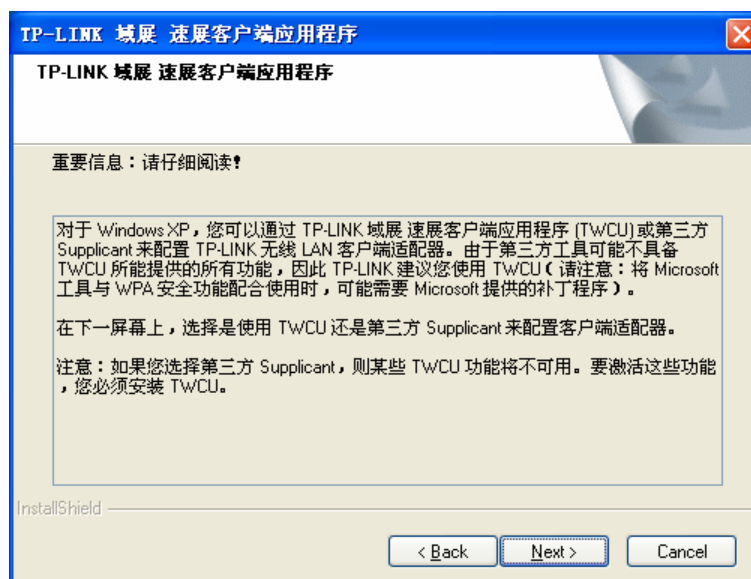 TP-LINK 域展 速展客户端应用程序
TP-LINK 域展 速展客户端应用程序
重要信息：请仔细阅读!
对于 Windows XP，您可以通过 TP-LINK 域展 速展客户端应用程序 (TWCU)或第三方
Supplicant 来配置 TP-LINK 无线 LAN 客户端适配器。由于第三方工具可能不具备
TWCU 所能提供的所有功能，因此 TP-LINK 建议您使用 TWCU（请注意：将 Microsoft
工具与 WPA 安全功能配合使用时，可能需要 Microsoft 提供的补丁程序）。
在下一屏幕上，选择是使用 TWCU 还是第三方 Supplicant 来配置客户端适配器。
注意：如果您选择第三方 Supplicant，则某些 TWCU 功能将不可用。要激活这些功能
，您必须安装 TWCU。
InstallShield
< Back
Next >
Cancel